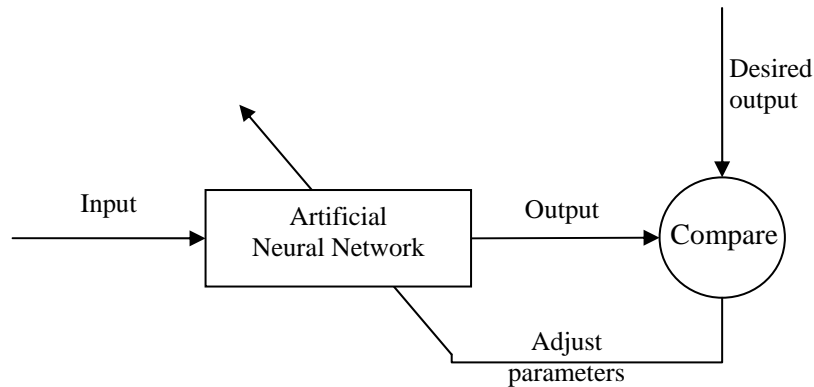 Desired
output
Input
Artificial
Neural Network
Output
Compare
Adjust
parameters